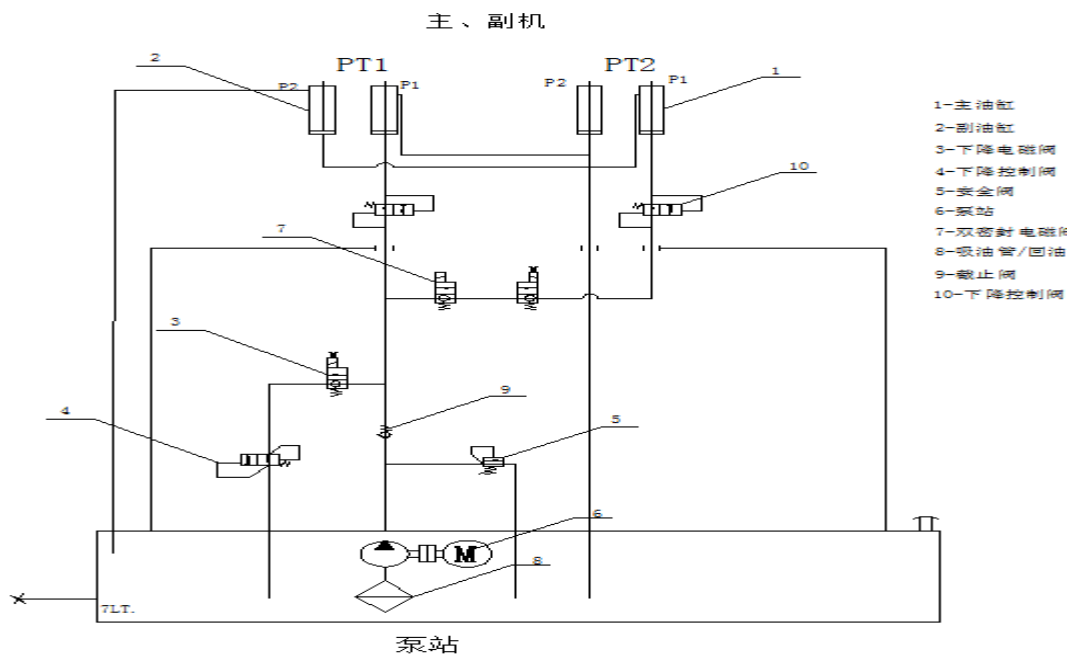 主、副机
2
PT1
P2
P1
P2
PT2
P1
1
10
7
3
9
4
5
6
M
8
7LT.
泵站
1-主油缸
2-副油缸
3-下降电磁阀
4-下降控制阀
5-安全阀
6-泵站
7-双密封电磁阀
8-吸油管/回油
9-截止阀
10-下降控制阀